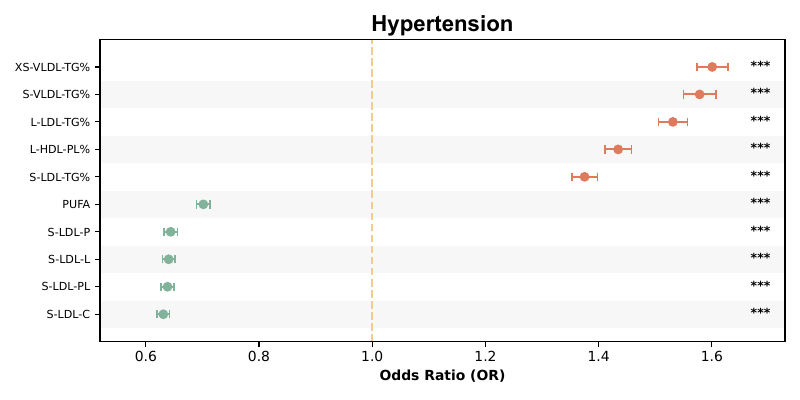 Hypertension
XS-VLDL-TG% ***
S-VLDL-TG% ***
L-LDL-TG% ***
L-HDL-PL% ***
S-LDL-TG% ***
PUFA ***
S-LDL-P ***
S-LDL-L ***
S-LDL-PL ***
S-LDL-C ***
0.6 0.8 1.0 1.2 1.4 1.6
Odds Ratio (OR)